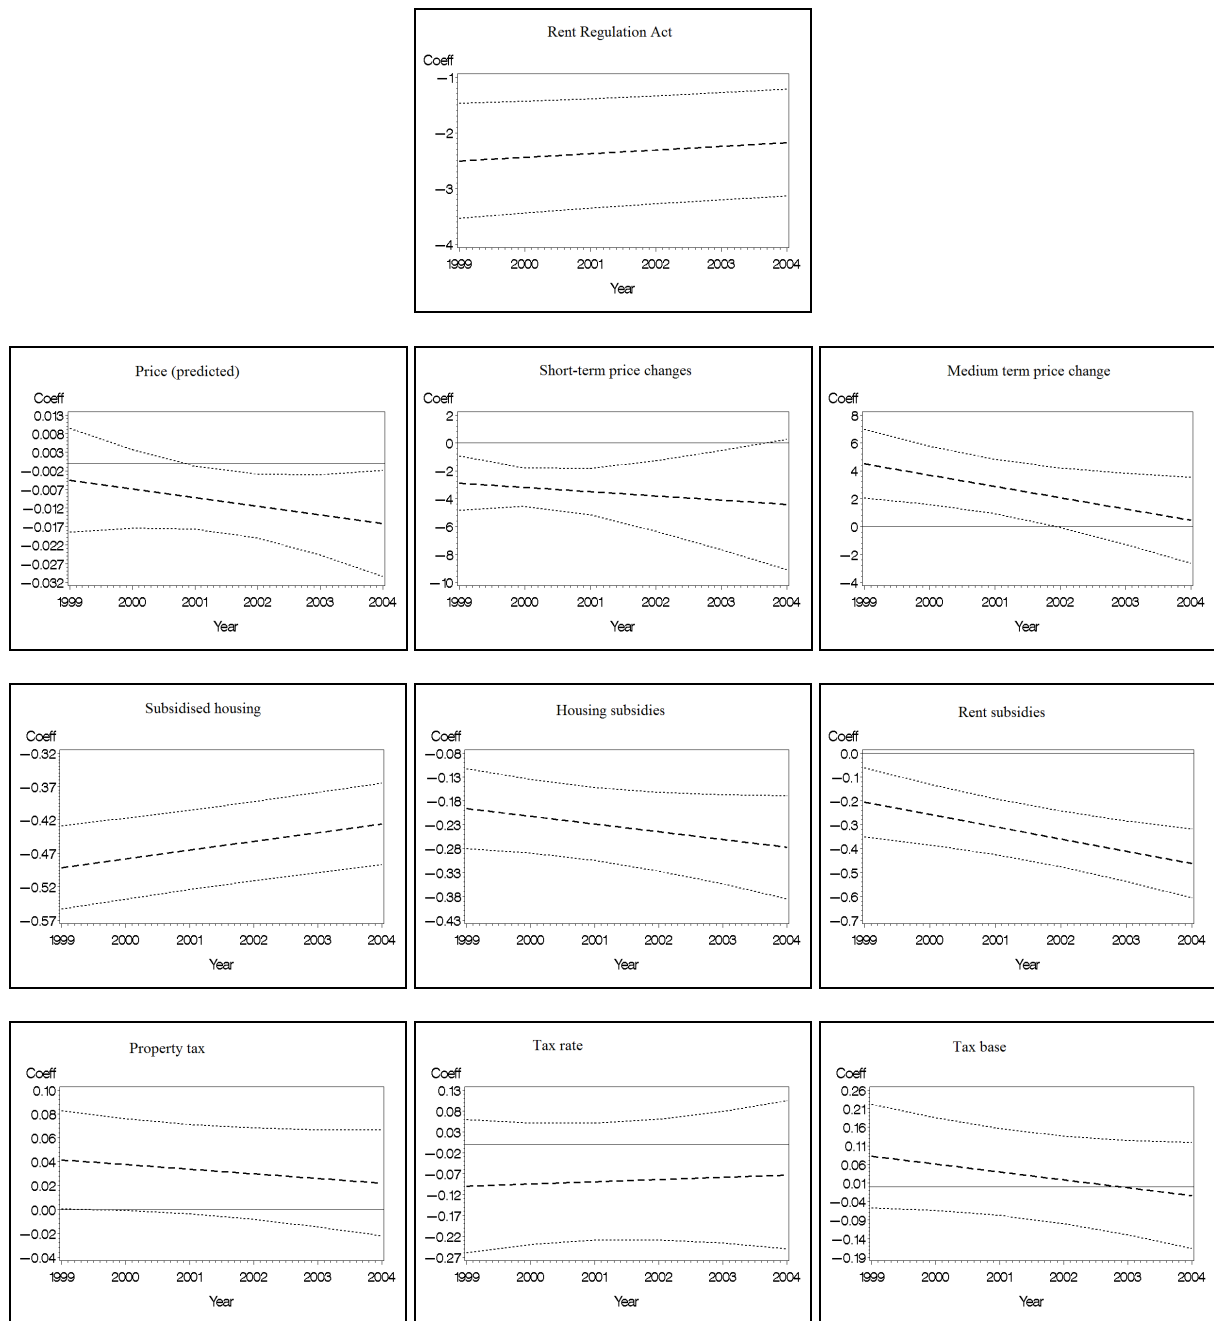 Rent Regulation Act
Coeff
−1
−2
−3
−4
1999 2000 2001 2002 2003 2004
Year
Price (predicted)
Coeff
0.013
0.008
0.003
−0.002
−0.007
−0.012
−0.017
−0.022
−0.027
−0.032
1999 2000 2001 2002 2003 2004
Year
Short-term price changes
Coeff
2
0
−2
−4
−6
−8
−10
1999 2000 2001 2002 2003 2004
Year
Medium term price change
Coeff
8
6
4
2
0
−2
−4
1999 2000 2001 2002 2003 2004
Year
Subsidised housing
Coeff
−0.32
−0.37
−0.42
−0.47
−0.52
−0.57
1999 2000 2001 2002 2003 2004
Year
Housing subsidies
Coeff
−0.08
−0.13
−0.18
−0.23
−0.28
−0.33
−0.38
−0.43
1999 2000 2001 2002 2003 2004
Year
Rent subsidies
Coeff
0.0
−0.1
−0.2
−0.3
−0.4
−0.5
−0.6
−0.7
1999 2000 2001 2002 2003 2004
Year
Property tax
Coeff
0.10
0.08
0.06
0.04
0.02
0.00
−0.02
−0.04
1999 2000 2001 2002 2003 2004
Year
Tax rate
Coeff
0.13
0.08
0.03
−0.02
−0.07
−0.12
−0.17
−0.22
−0.27
1999 2000 2001 2002 2003 2004
Year
Tax base
Coeff
0.26
0.21
0.16
0.11
0.06
0.01
−0.04
−0.09
−0.14
−0.19
1999 2000 2001 2002 2003 2004
Year